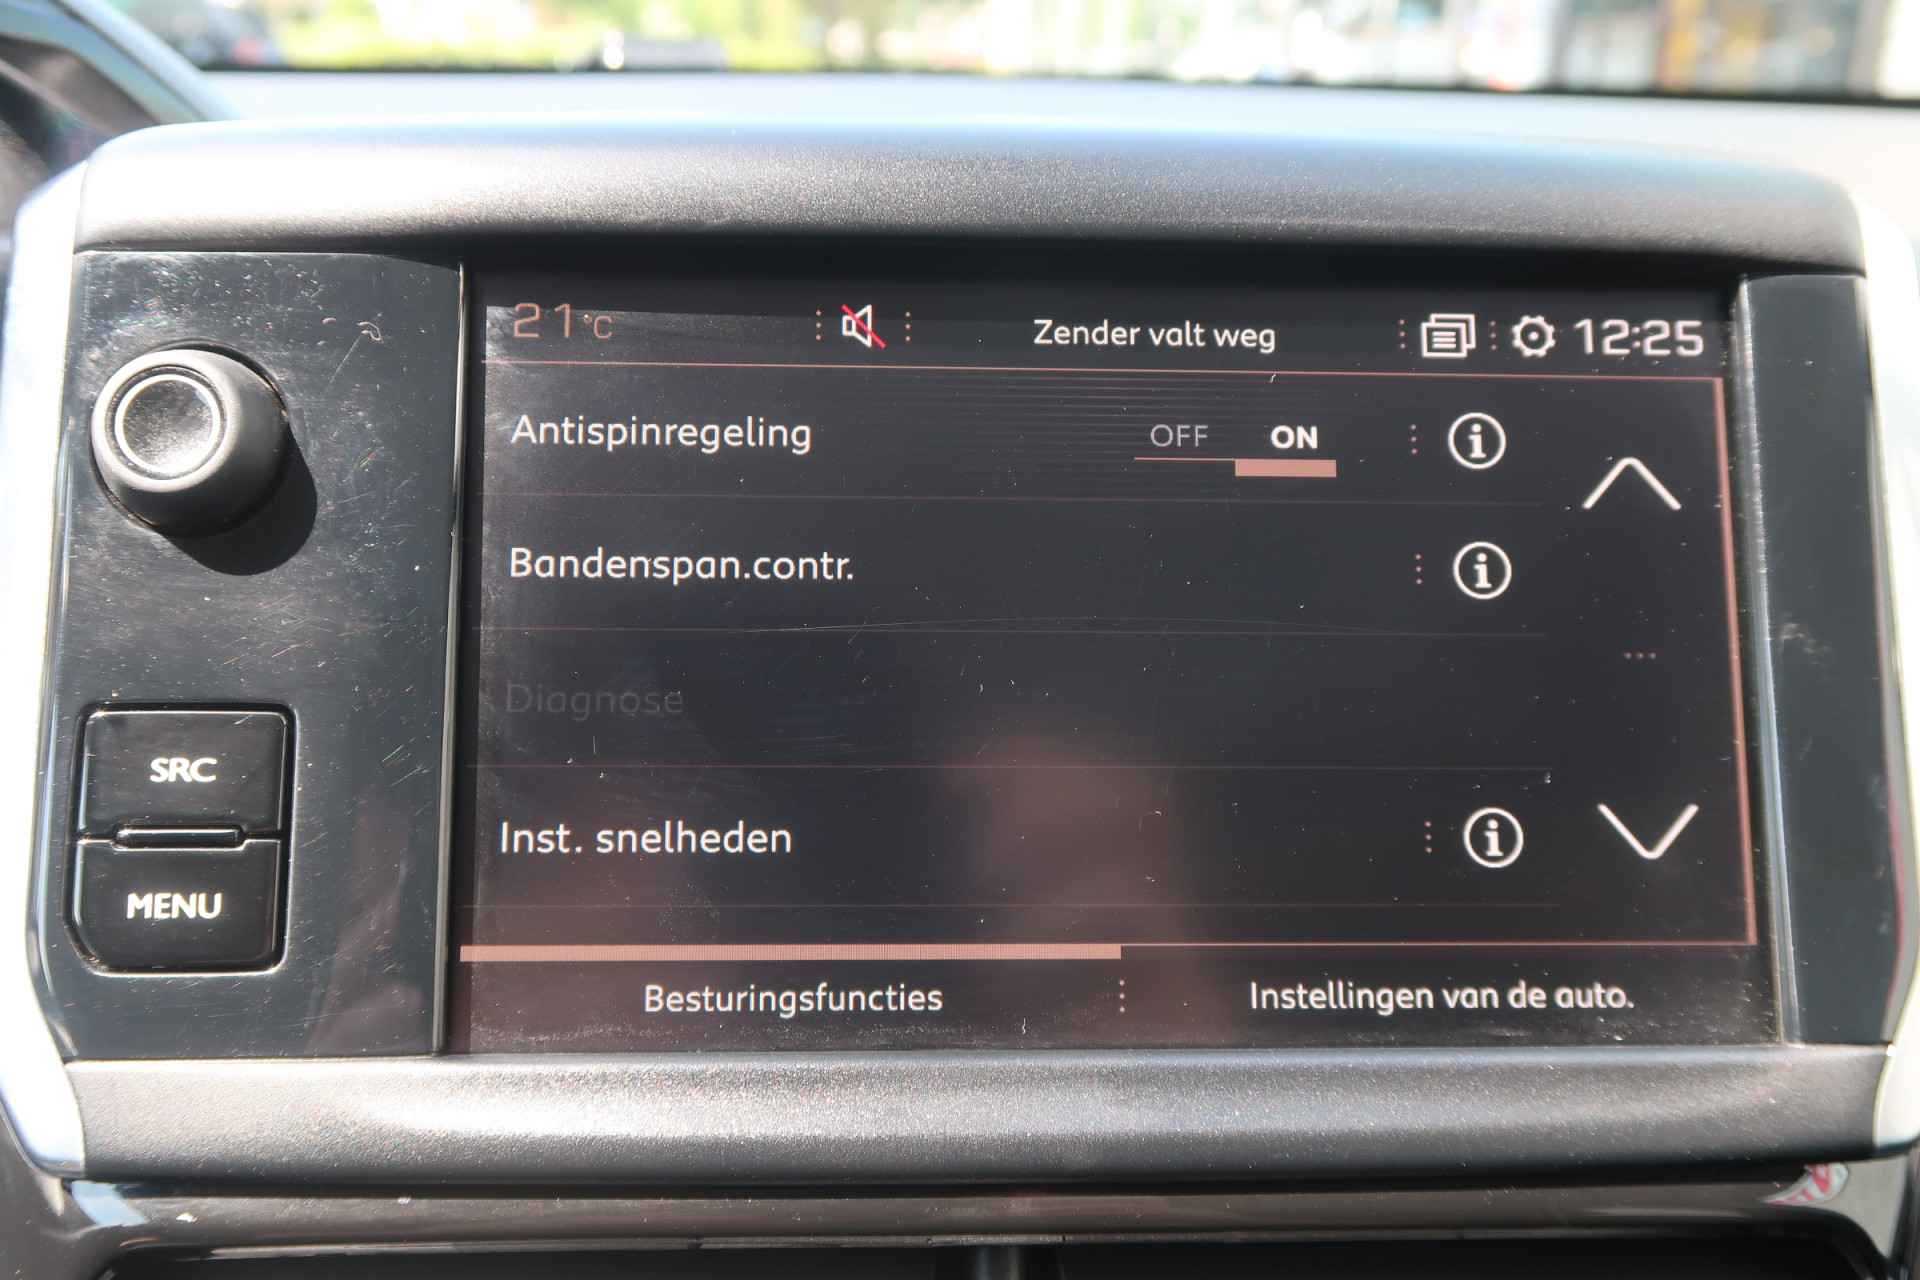 21°C
Zender valt weg
12:25
Antispinregeling OFF ON
Bandenspan.contr.
Diagnose
Inst. snelheden
SRC
MENU
Besturingsfuncties
Instellingen van de auto.